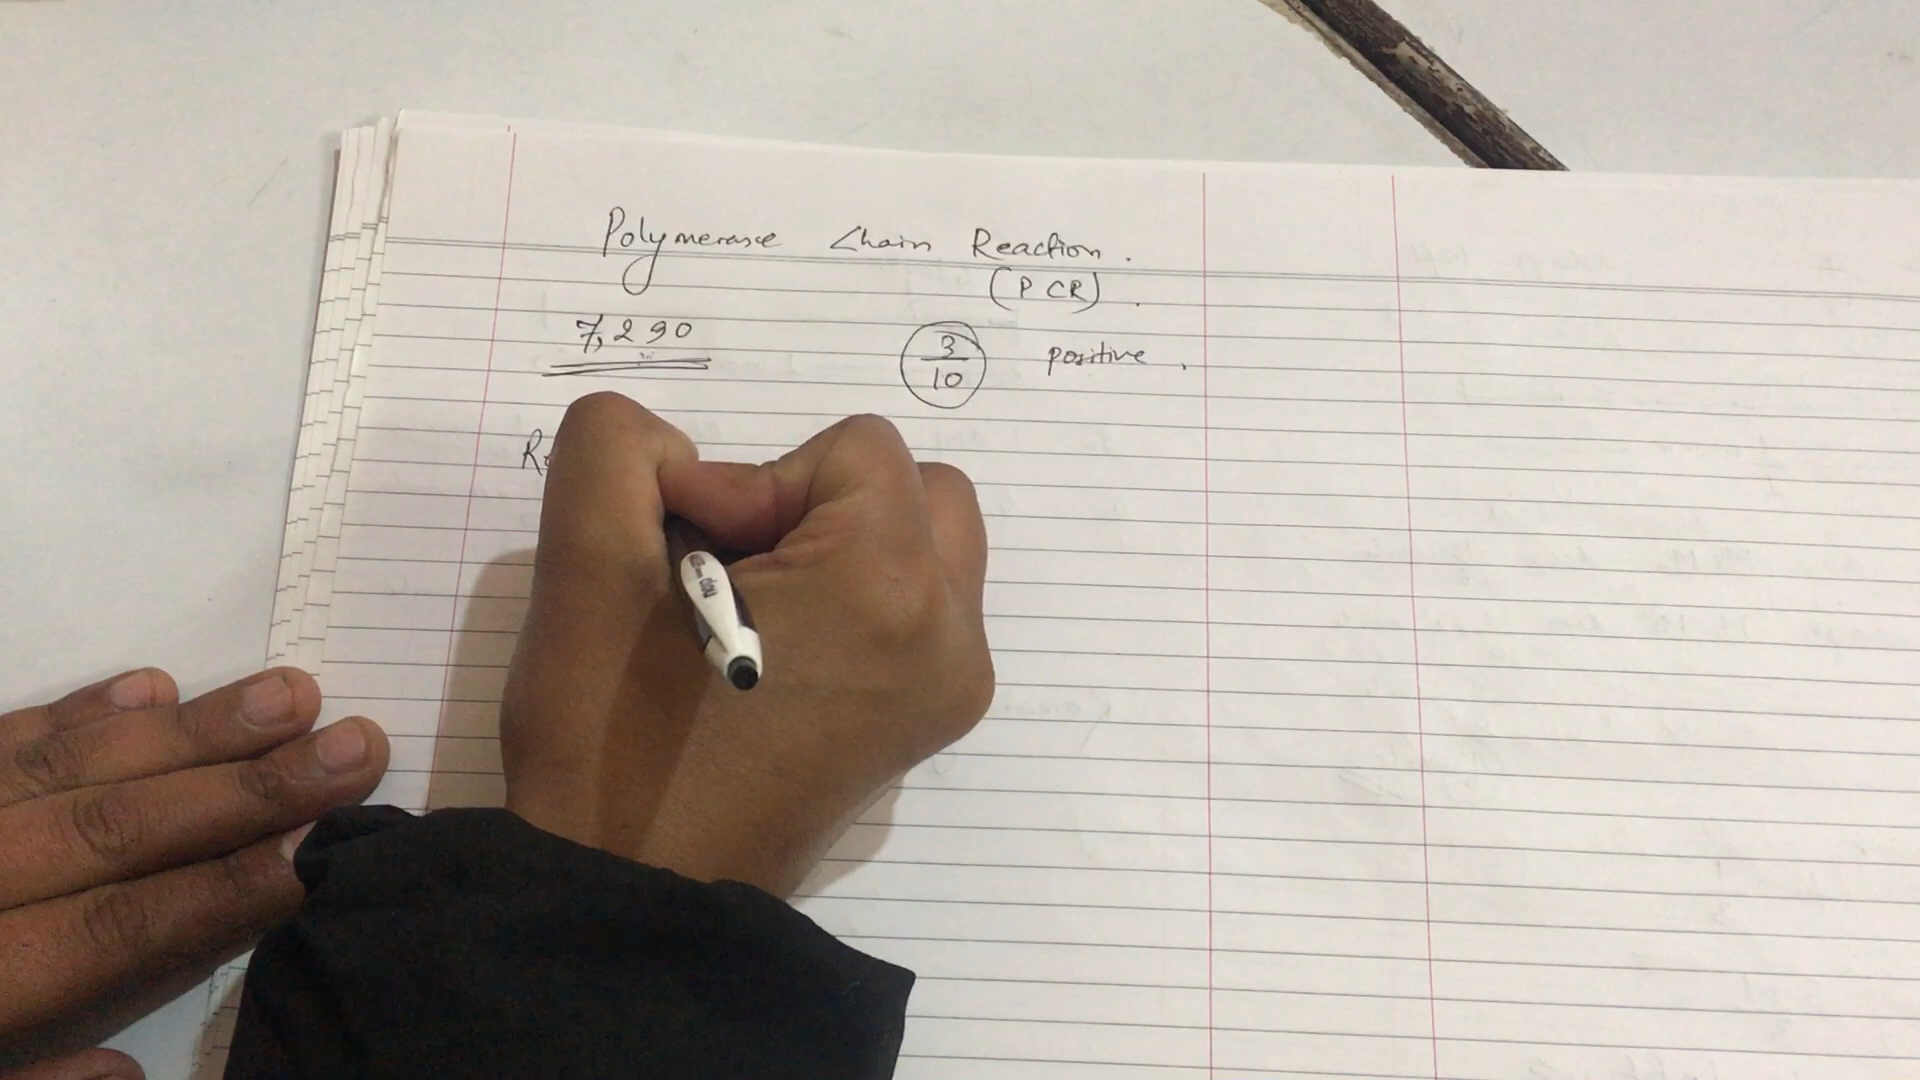 Polymerase Chain Reaction.
(PCR).
7,290
3/10 positive.